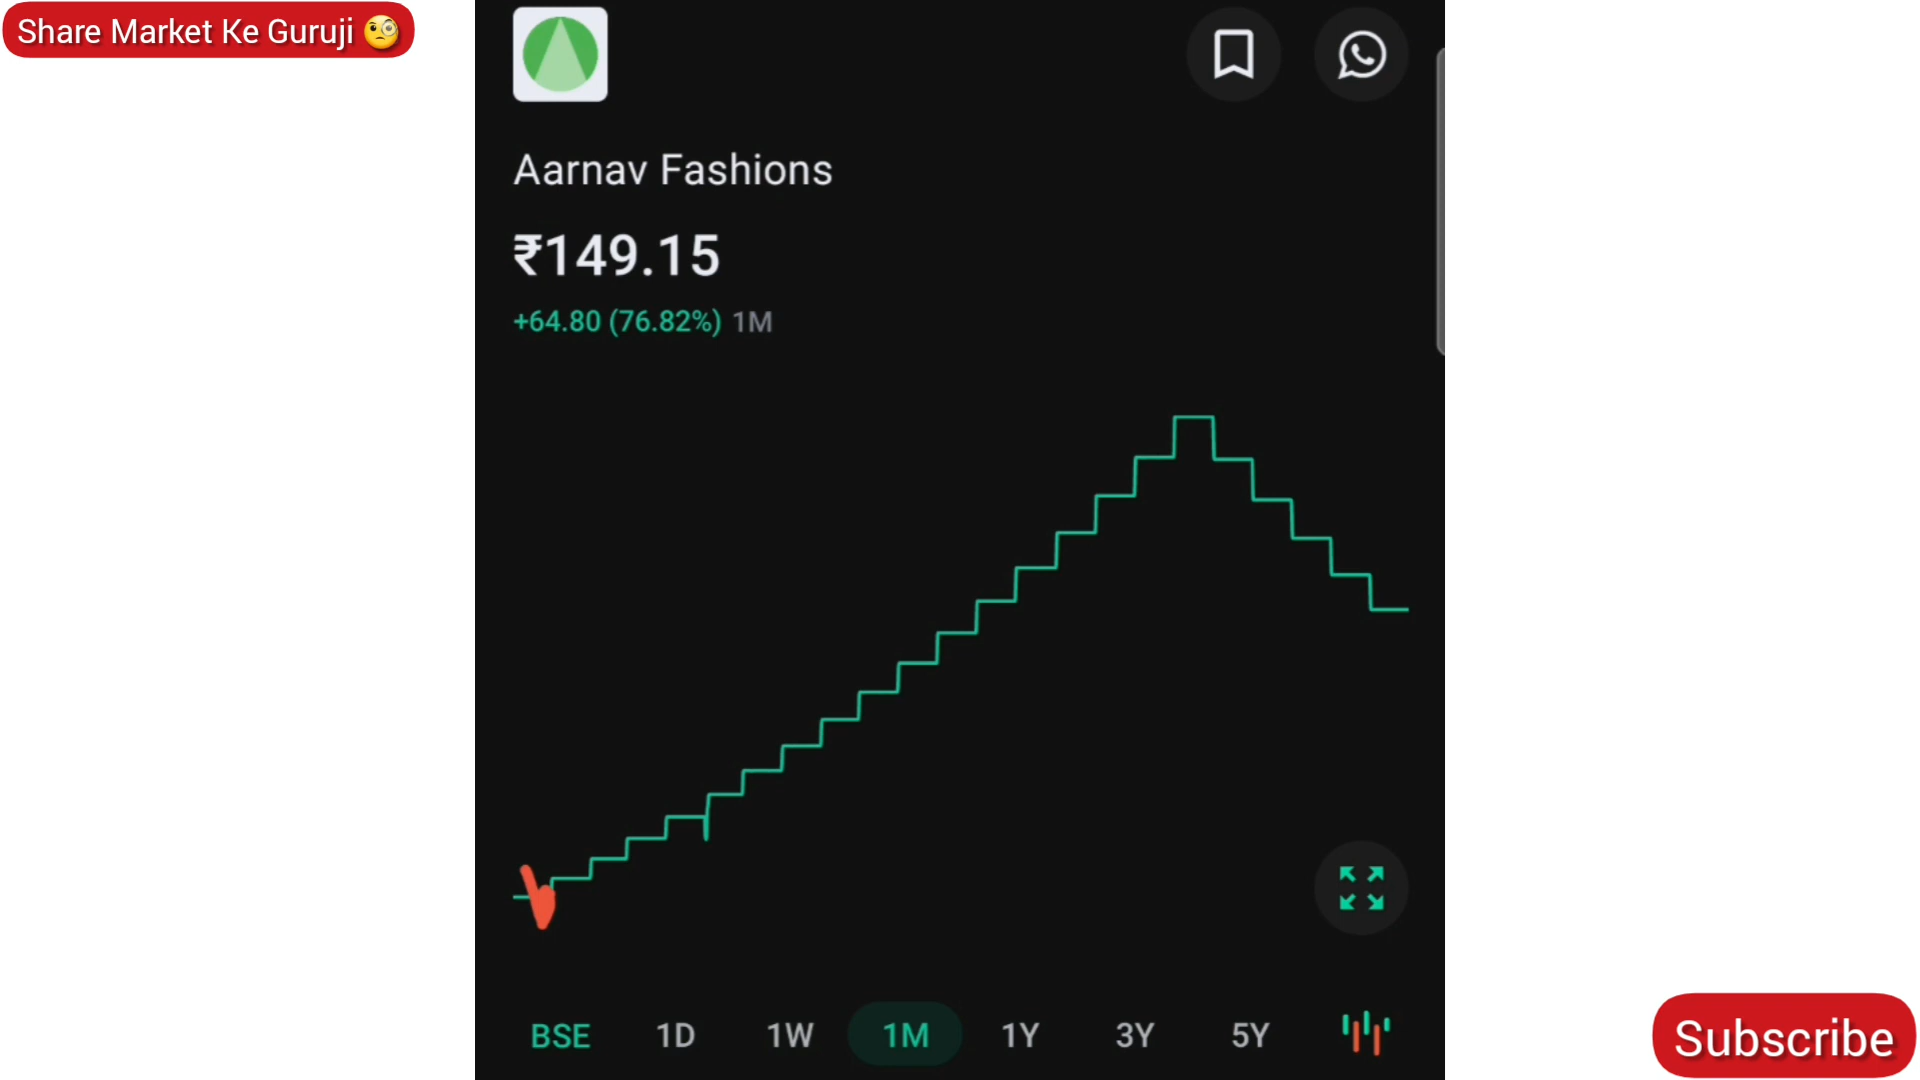 Share Market Ke Guruji 🧐
Aarnav Fashions
₹149.15
+64.80 (76.82%) 1M
BSE 1D 1W 1M 1Y 3Y 5Y
Subscribe